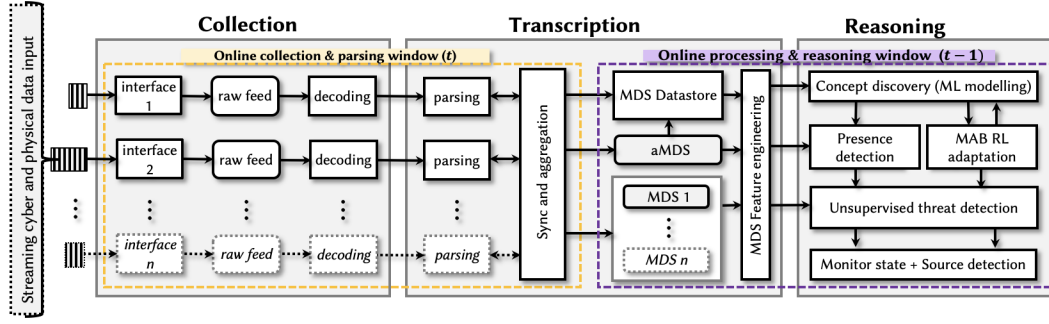 Collection
Transcription
Reasoning
Online collection & parsing window (t)
Online processing & reasoning window (t−1)
Streaming cyber and physical data input
interface
1
raw feed
decoding
parsing
interface
2
raw feed
decoding
parsing
interface
n
raw feed
decoding
parsing
Sync and aggregation
MDS Datastore
aMDS
MDS 1
MDS n
MDS Feature engineering
Concept discovery (ML modelling)
Presence
detection
MAB RL
adaptation
Unsupervised threat detection
Monitor state + Source detection